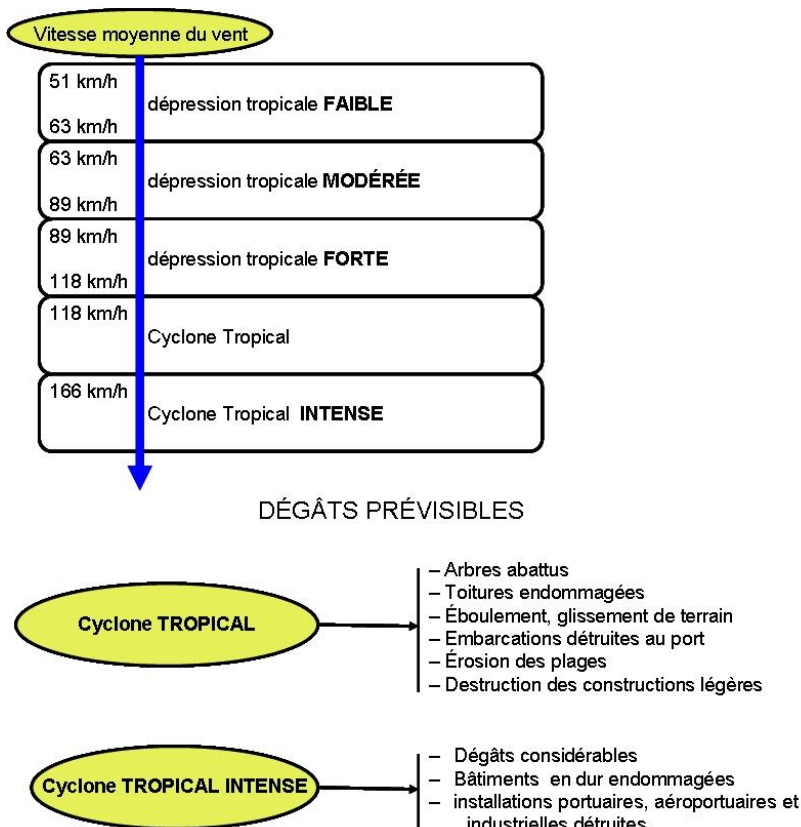 Vitesse moyenne du vent
51 km/h
dépression tropicale FAIBLE
63 km/h
63 km/h
dépression tropicale MODÉRÉE
89 km/h
89 km/h
dépression tropicale FORTE
118 km/h
118 km/h
Cyclone Tropical
166 km/h
Cyclone Tropical INTENSE
DÉGÂTS PRÉVISIBLES
Cyclone TROPICAL
– Arbres abattus
– Toitures endommagées
– Éboulement, glissement de terrain
– Embarcations détruites au port
– Érosion des plages
– Destruction des constructions légères
Cyclone TROPICAL INTENSE
– Dégâts considérables
– Bâtiments en dur endommagées
– installations portuaires, aéroportuaires et
industrielles détruites